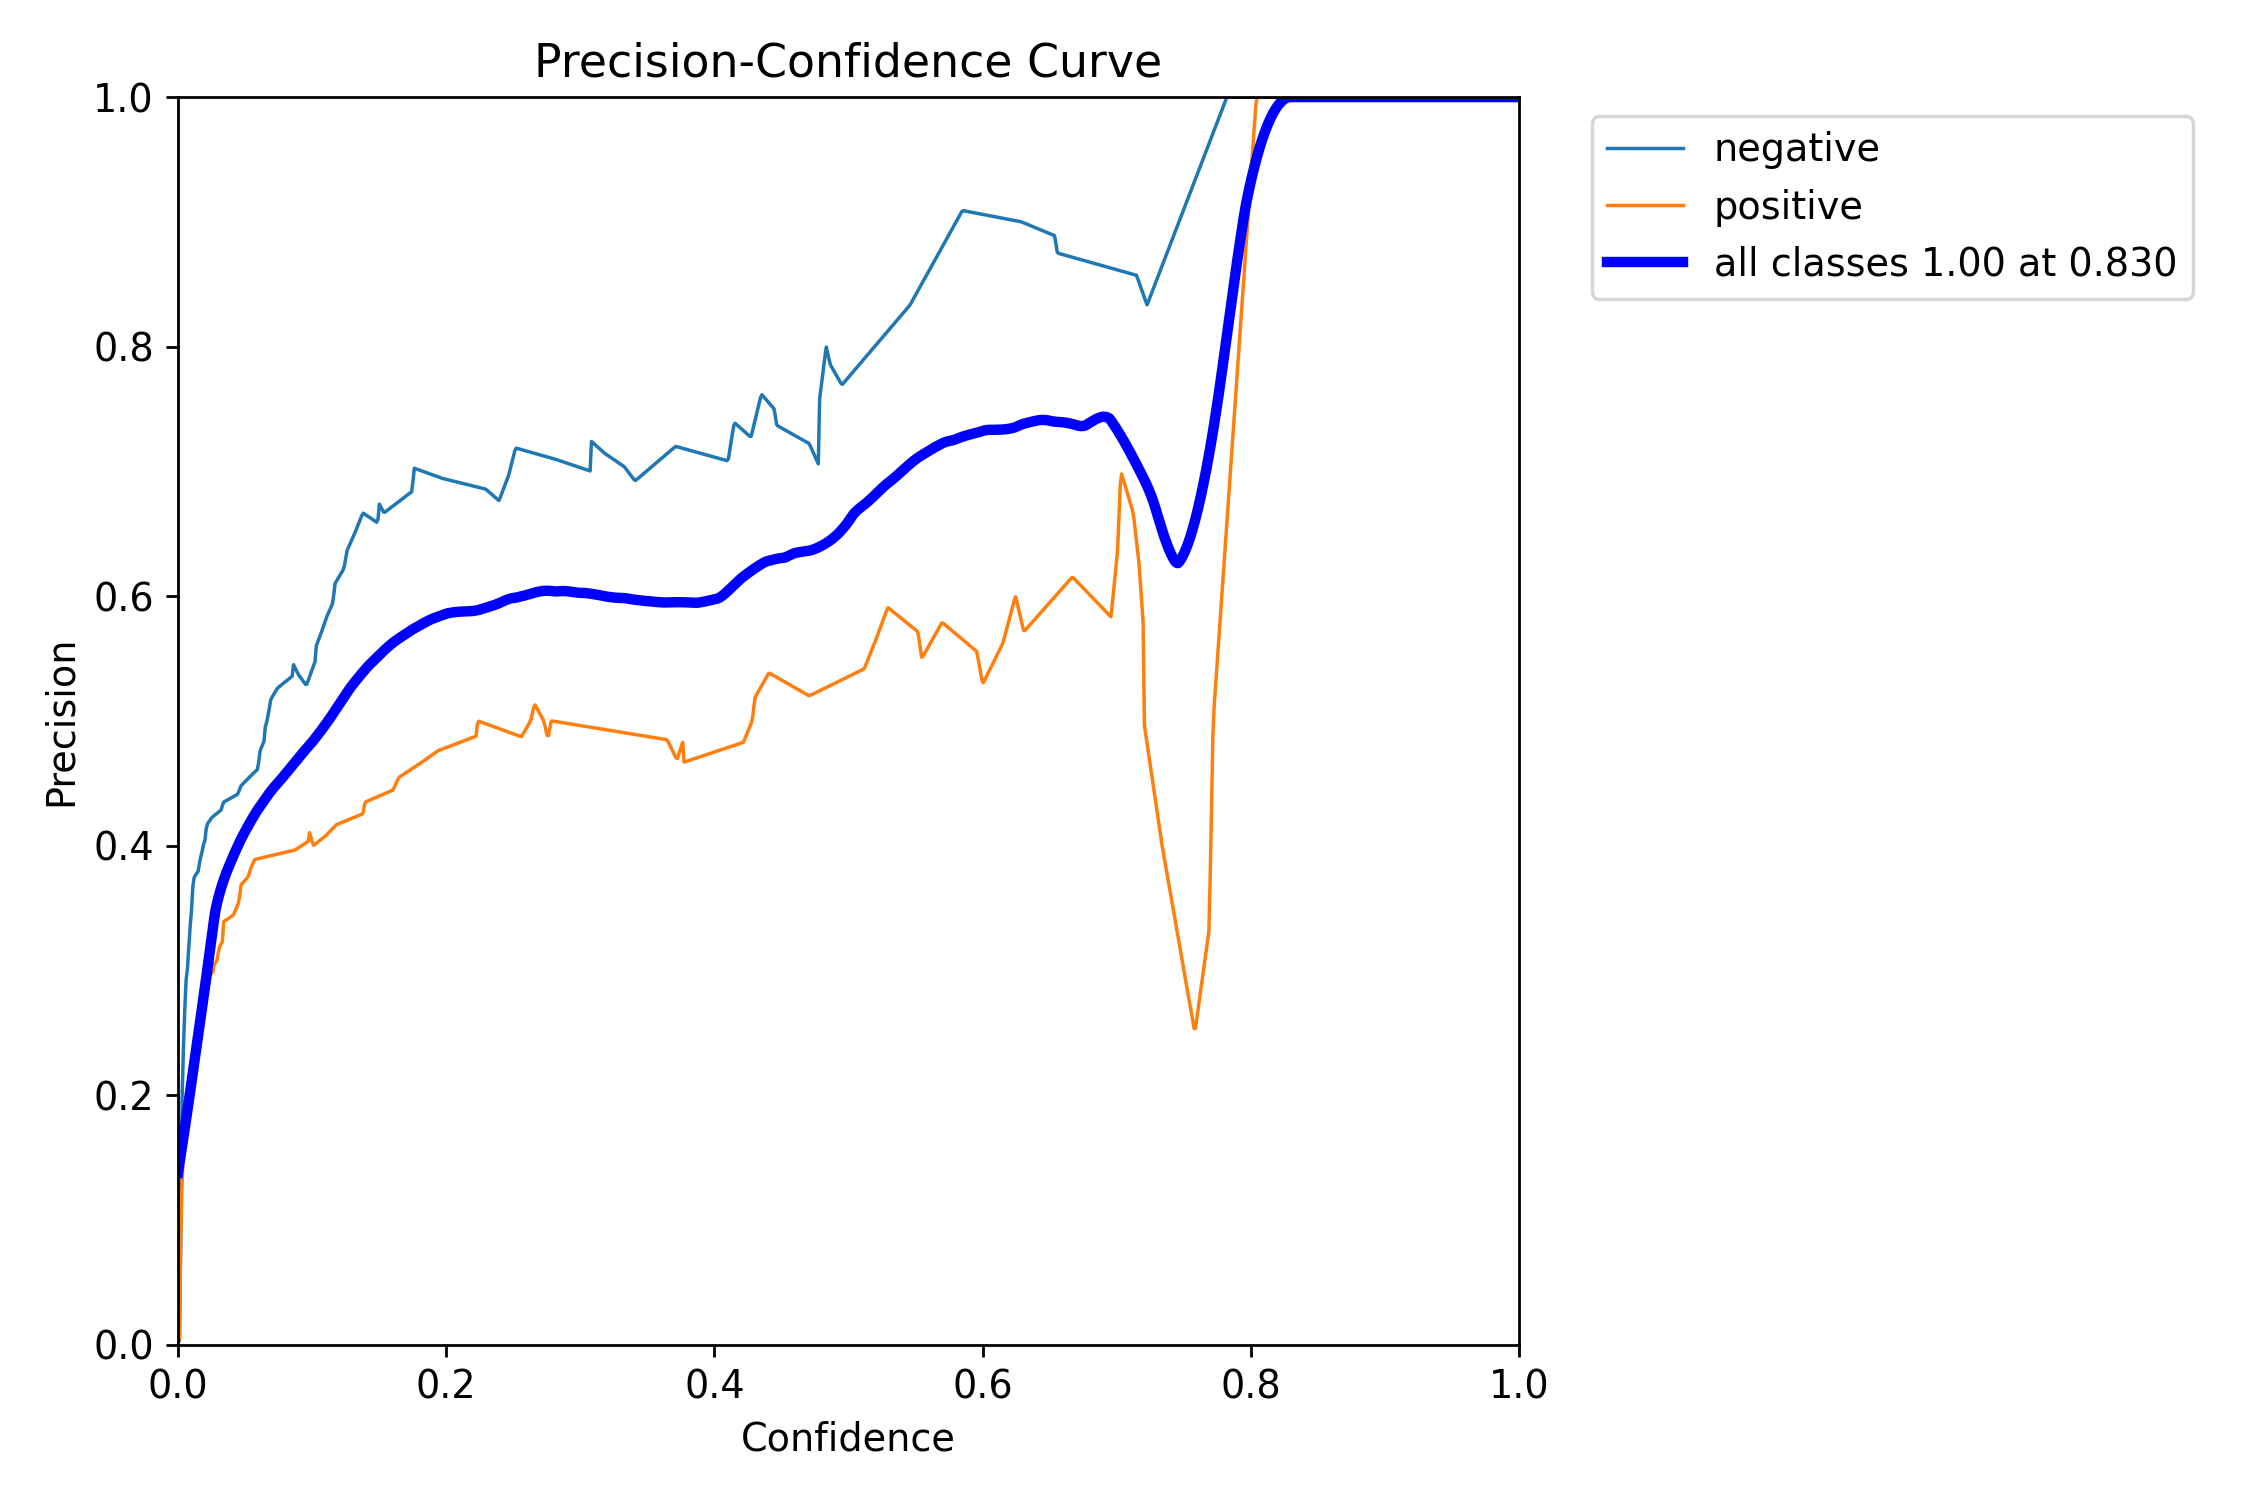 Precision-Confidence Curve
1.0
0.8
0.6
0.4
0.2
0.0
Precision
0.0 0.2 0.4 0.6 0.8 1.0
Confidence
negative
positive
all classes 1.00 at 0.830